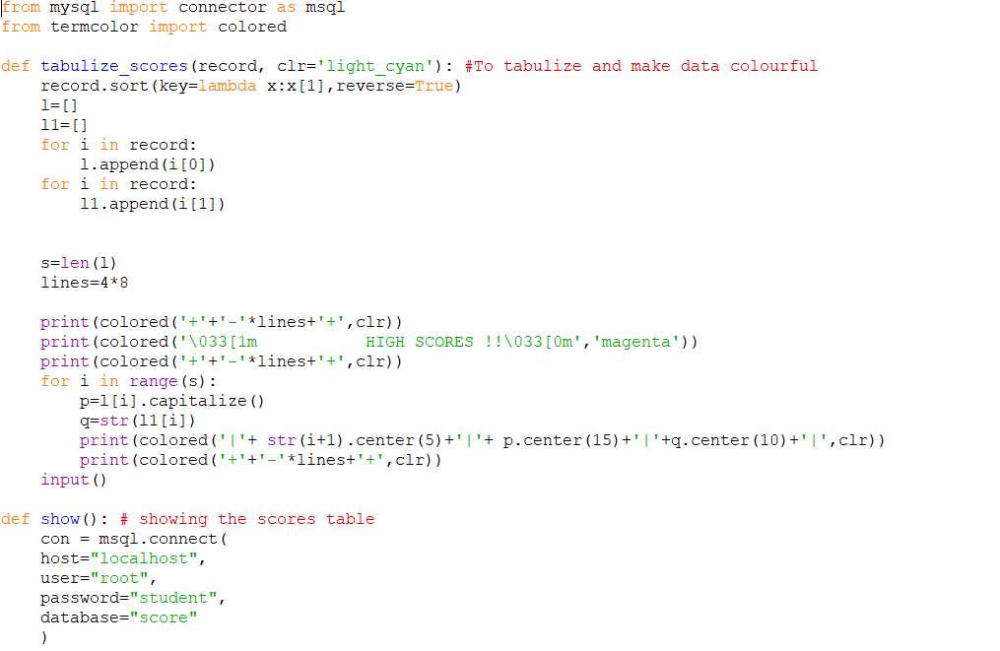 from mysql import connector as msql
from termcolor import colored

def tabulize_scores(record, clr='light_cyan'): #To tabulize and make data colourful
    record.sort(key=lambda x:x[1],reverse=True)
    l=[]
    l1=[]
    for i in record:
        l.append(i[0])
    for i in record:
        l1.append(i[1])


    s=len(l)
    lines=4*8

    print(colored('+'+'-'*lines+'+',clr))
    print(colored('\033[1m           HIGH SCORES !!\033[0m','magenta'))
    print(colored('+'+'-'*lines+'+',clr))
    for i in range(s):
        p=l[i].capitalize()
        q=str(l1[i])
        print(colored('|'+ str(i+1).center(5)+'|'+ p.center(15)+'|'+q.center(10)+'|',clr))
        print(colored('+'+'-'*lines+'+',clr))
    input()

def show(): # showing the scores table
    con = msql.connect(
    host="localhost",
    user="root",
    password="student",
    database="score"
    )